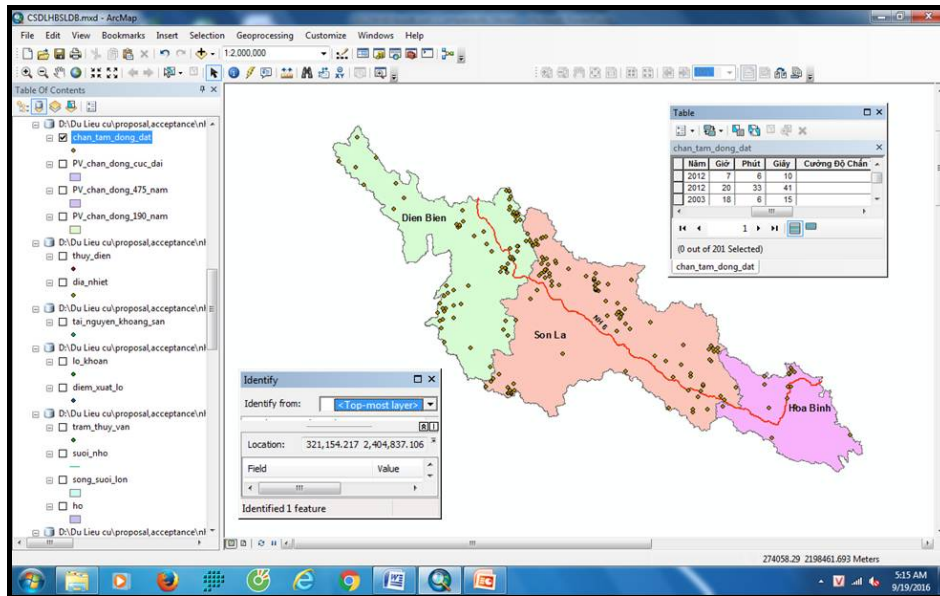 CSDLHBSLDB.mxd - ArcMap
File Edit View Bookmarks Insert Selection Geoprocessing Customize Windows Help
1:2,000,000
Table Of Contents
D:\Du Lieu cu\proposal,acceptance\nl
chan_tam_dong_dat
PV_chan_dong_cuc_dai
PV_chan_dong_475_nam
PV_chan_dong_190_nam
D:\Du Lieu cu\proposal,acceptance\nl
thuy_dien
dia_nhiet
D:\Du Lieu cu\proposal,acceptance\nl
tai_nguyen_khoang_san
D:\Du Lieu cu\proposal,acceptance\nl
lo_khoan
diem_xuat_lo
D:\Du Lieu cu\proposal,acceptance\nl
tram_thuy_van
suoi_nho
song_suoi_lon
ho
D:\Du Lieu cu\proposal,acceptance\nl
Dien Bien
Son La
NH 6
Hoa Binh
Table
chan_tam_dong_dat
Năm Giờ Phút Giây Cường Độ Chấn
2012 7 6 10
2012 20 33 41
2003 18 6 15
1
(0 out of 201 Selected)
chan_tam_dong_dat
Identify
Identify from: <Top-most layer>
Location: 321,154.217 2,404,837.106
Field Value
Identified 1 feature
274058.29 2198461.693 Meters
5:15 AM
9/19/2016